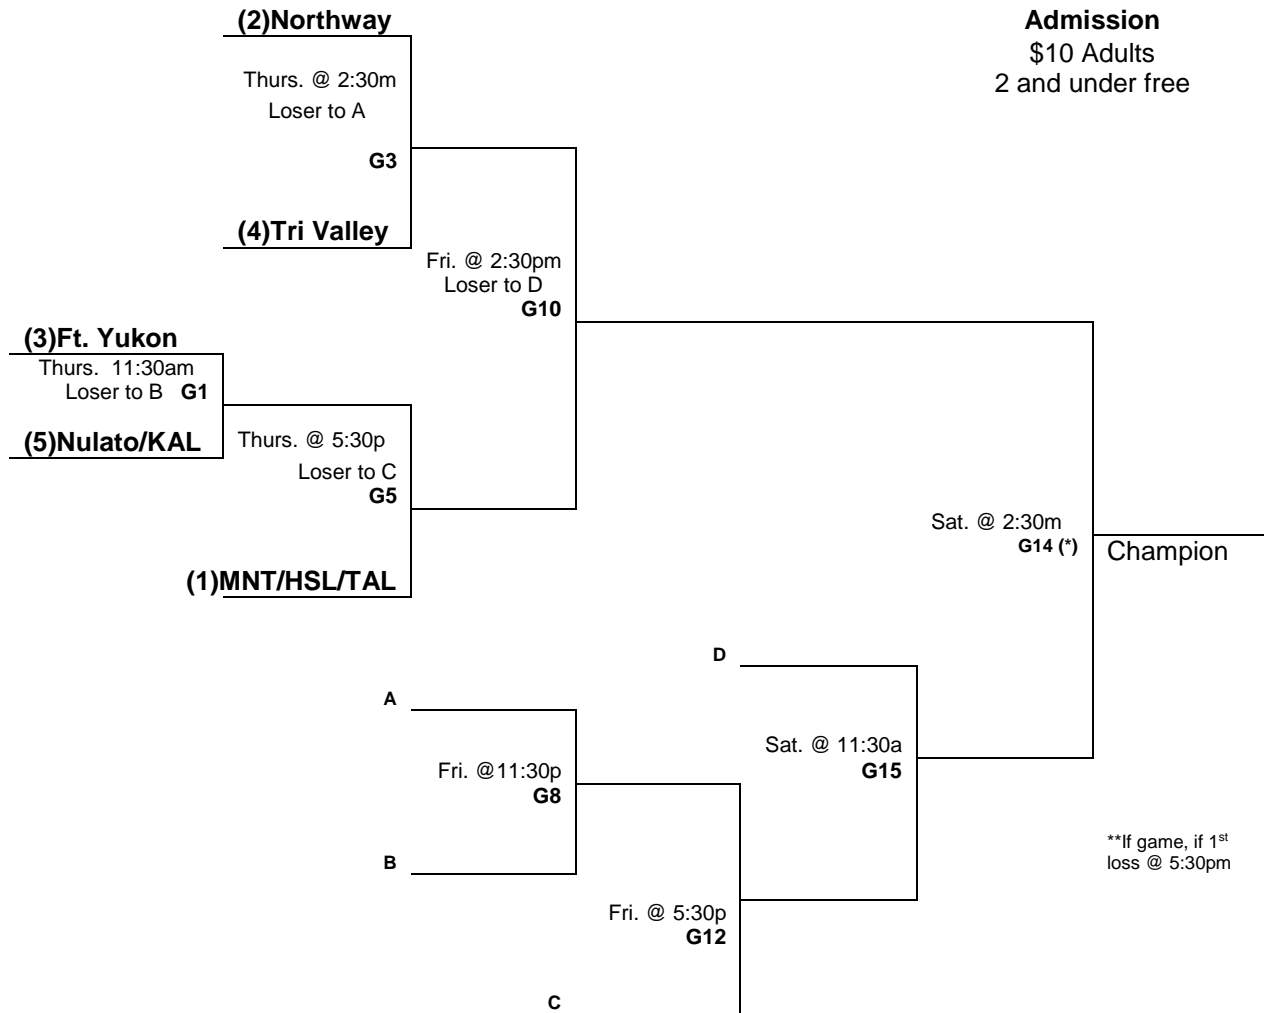 (2)Northway
Admission
$10 Adults
2 and under free
Thurs. @ 2:30m
Loser to A
G3
(4)Tri Valley
Fri. @ 2:30pm
Loser to D
G10
(3)Ft. Yukon
Thurs.  11:30am
Loser to B   G1
(5)Nulato/KAL
Thurs. @ 5:30p
Loser to C
G5
Sat. @ 2:30m
G14 (*)
Champion
(1)MNT/HSL/TAL
D
A
Sat. @ 11:30a
G15
Fri. @11:30p
G8
**If game, if 1st
loss @ 5:30pm
B
Fri. @ 5:30p
G12
C